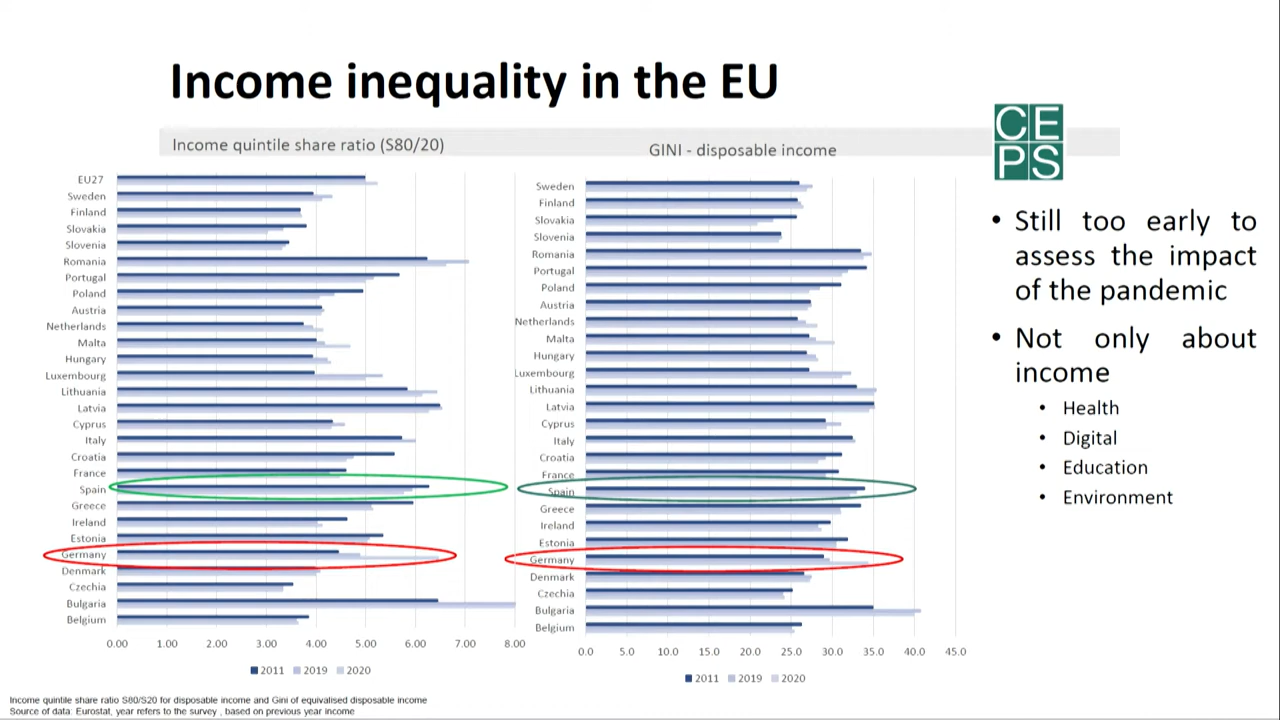 Income inequality in the EU
CE
PS
Income quintile share ratio (S80/20)
EU27
Sweden
Finland
Slovakia
Slovenia
Romania
Portugal
Poland
Austria
Netherlands
Malta
Hungary
Luxembourg
Lithuania
Latvia
Cyprus
Italy
Croatia
France
Spain
Greece
Ireland
Estonia
Germany
Denmark
Czechia
Bulgaria
Belgium
0.00 1.00 2.00 3.00 4.00 5.00 6.00 7.00 8.00
2011 2019 2020
GINI - disposable income
Sweden
Finland
Slovakia
Slovenia
Romania
Portugal
Poland
Austria
Netherlands
Malta
Hungary
Luxembourg
Lithuania
Latvia
Cyprus
Italy
Croatia
France
Spain
Greece
Ireland
Estonia
Germany
Denmark
Czechia
Bulgaria
Belgium
0.0 5.0 10.0 15.0 20.0 25.0 30.0 35.0 40.0 45.0
2011 2019 2020
• Still too early to
assess the impact
of the pandemic
• Not only about
income
• Health
• Digital
• Education
• Environment
Income quintile share ratio S80/S20 for disposable income and Gini of equivalised disposable income
Source of data: Eurostat, year refers to the survey , based on previous year income